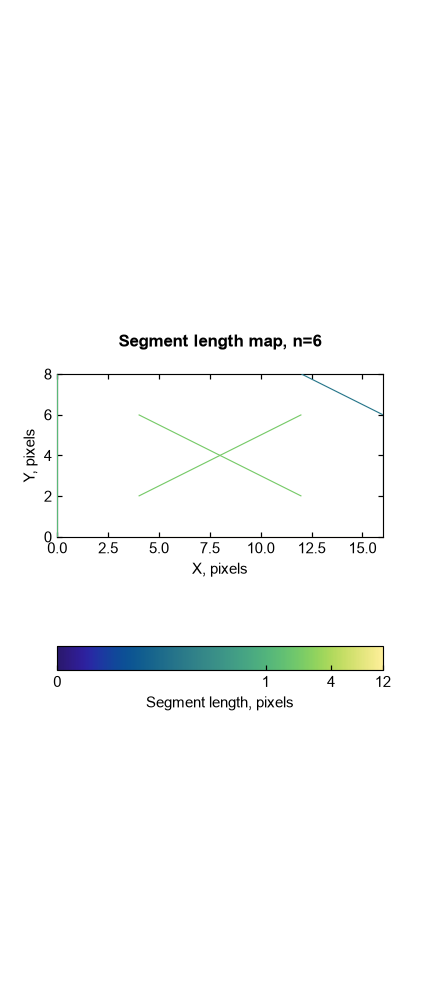 Segment length map, n=6
8
6
4
2
0
Y, pixels
0.0 2.5 5.0 7.5 10.0 12.5 15.0
X, pixels
0 1 4 12
Segment length, pixels